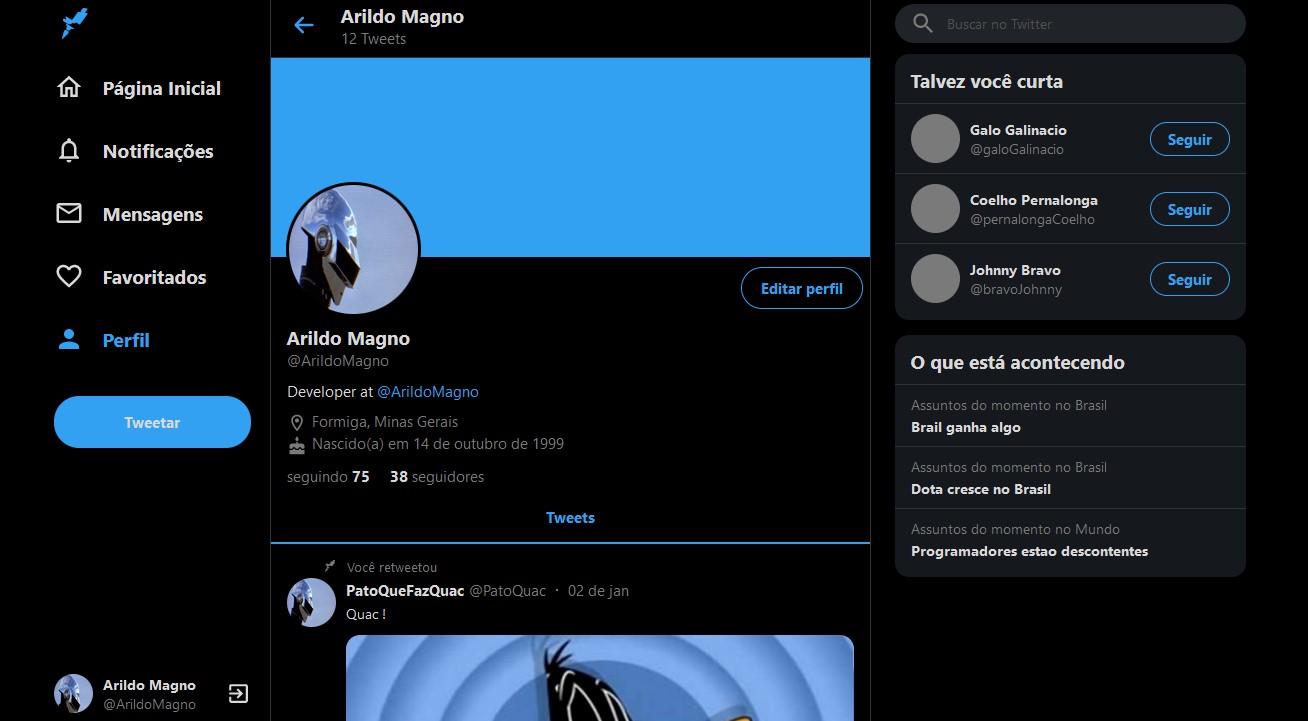 Página Inicial
Notificações
Mensagens
Favoritados
Perfil
Tweetar
Arildo Magno
@ArildoMagno
Arildo Magno
12 Tweets
Editar perfil
Arildo Magno
@ArildoMagno
Developer at @ArildoMagno
Formiga, Minas Gerais
Nascido(a) em 14 de outubro de 1999
seguindo 75 38 seguidores
Tweets
Você retweetou
PatoQueFazQuac @PatoQuac · 02 de jan
Quac !
Buscar no Twitter
Talvez você curta
Galo Galinacio
@galoGalinacio
Seguir
Coelho Pernalonga
@pernalongaCoelho
Seguir
Johnny Bravo
@bravoJohnny
Seguir
O que está acontecendo
Assuntos do momento no Brasil
Brail ganha algo
Assuntos do momento no Brasil
Dota cresce no Brasil
Assuntos do momento no Mundo
Programadores estao descontentes